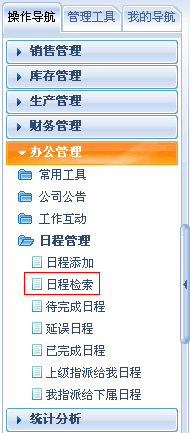 操作导航 管理工具 我的导航
销售管理
库存管理
生产管理
财务管理
办公管理
常用工具
公司公告
工作互动
日程管理
日程添加
日程检索
待完成日程
延误日程
已完成日程
上级指派给我日程
我指派给下属日程
统计分析